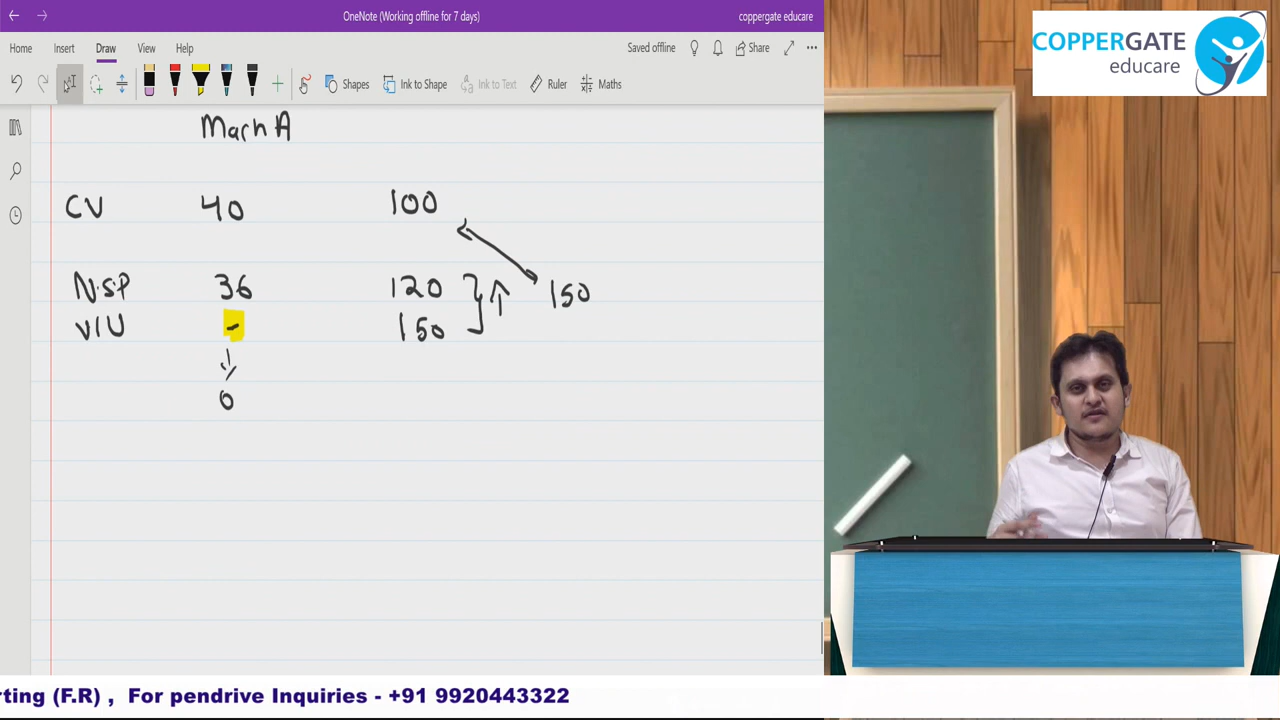 OneNote (Working offline for 7 days)
coppergate educare
Home Insert Draw View Help
Saved offline
Share
Shapes Ink to Shape Ink to Text Ruler Maths
COPPERGATE
educare
Mach A
CV 40 100
N.SP 36 120 150
VIU - 150
0
rting (F.R) , For pendrive Inquiries - +91 9920443322